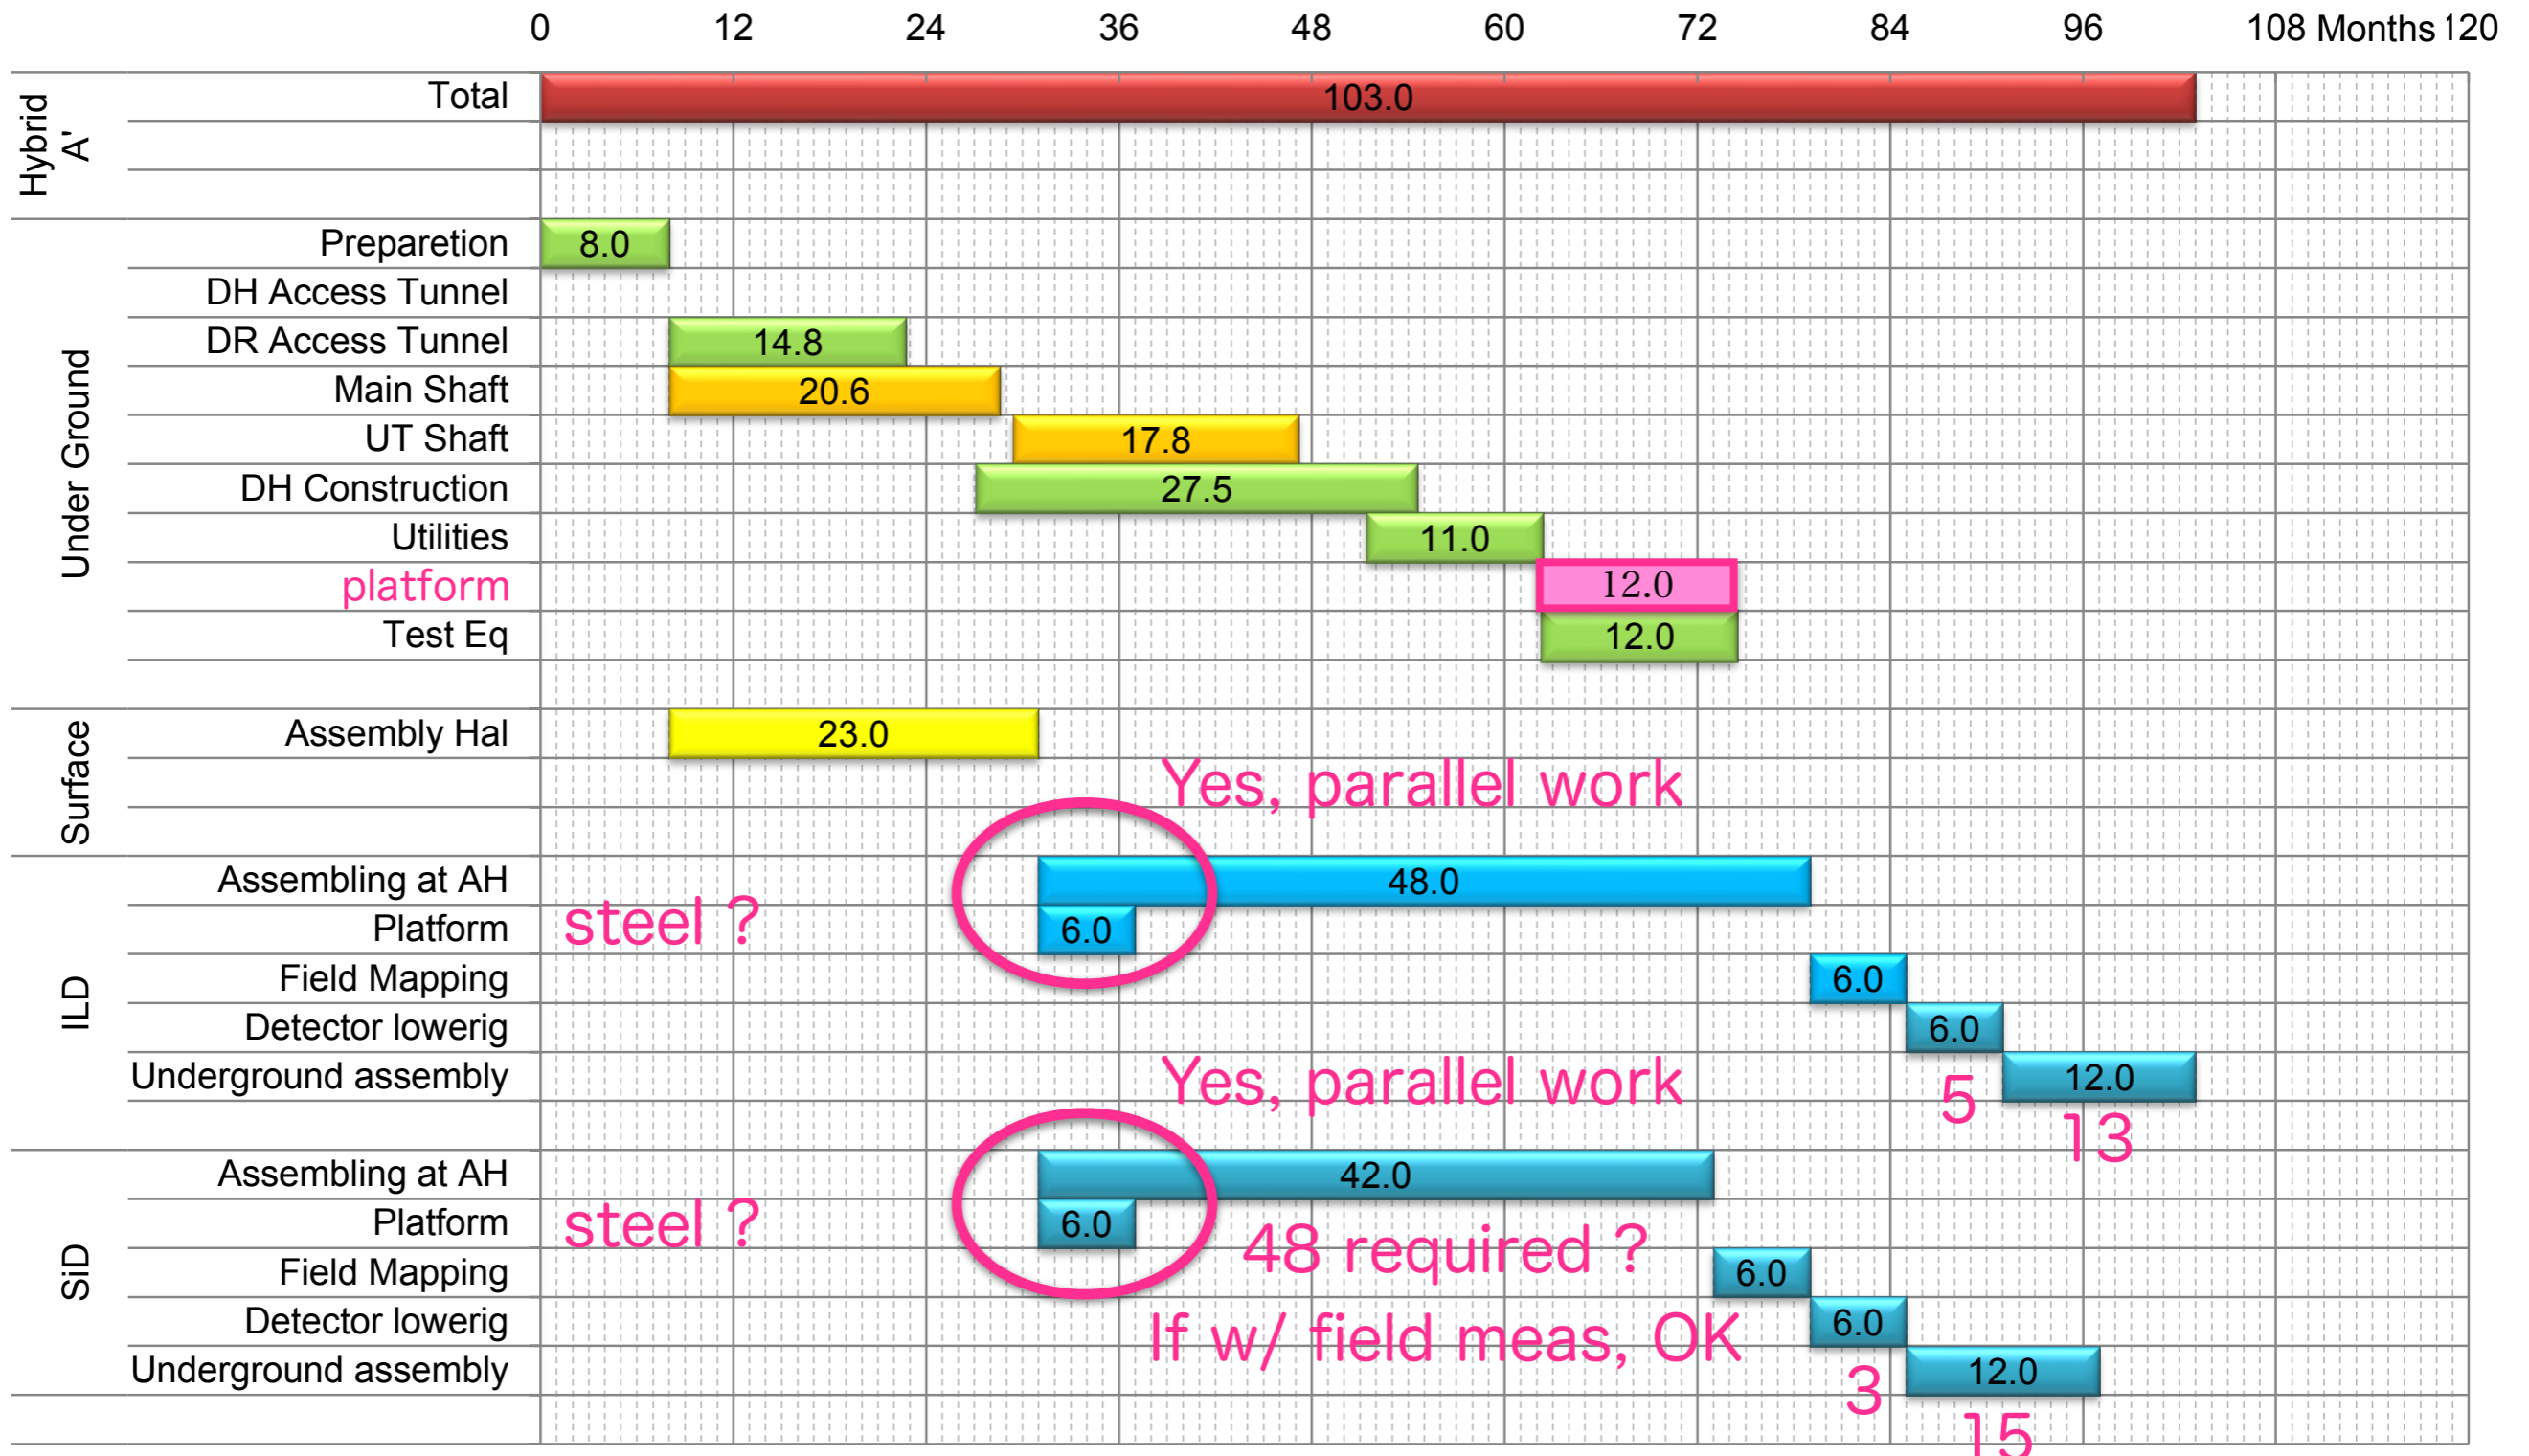 0 12 24 36 48 60 72 84 96 108 Months 120
Hybrid A'
Total 103.0
Under Ground
Preparetion 8.0
DH Access Tunnel
DR Access Tunnel 14.8
Main Shaft 20.6
UT Shaft 17.8
DH Construction 27.5
Utilities 11.0
platform 12.0
Test Eq 12.0
Surface
Assembly Hal 23.0
Yes, parallel work
ILD
Assembling at AH 48.0
Platform steel ? 6.0
Field Mapping 6.0
Detector lowerig 6.0
Underground assembly 12.0
Yes, parallel work 5 13
SiD
Assembling at AH 42.0
Platform steel ? 6.0
48 required ?
Field Mapping 6.0
Detector lowerig 6.0
If w/ field meas, OK
Underground assembly 12.0
3 15